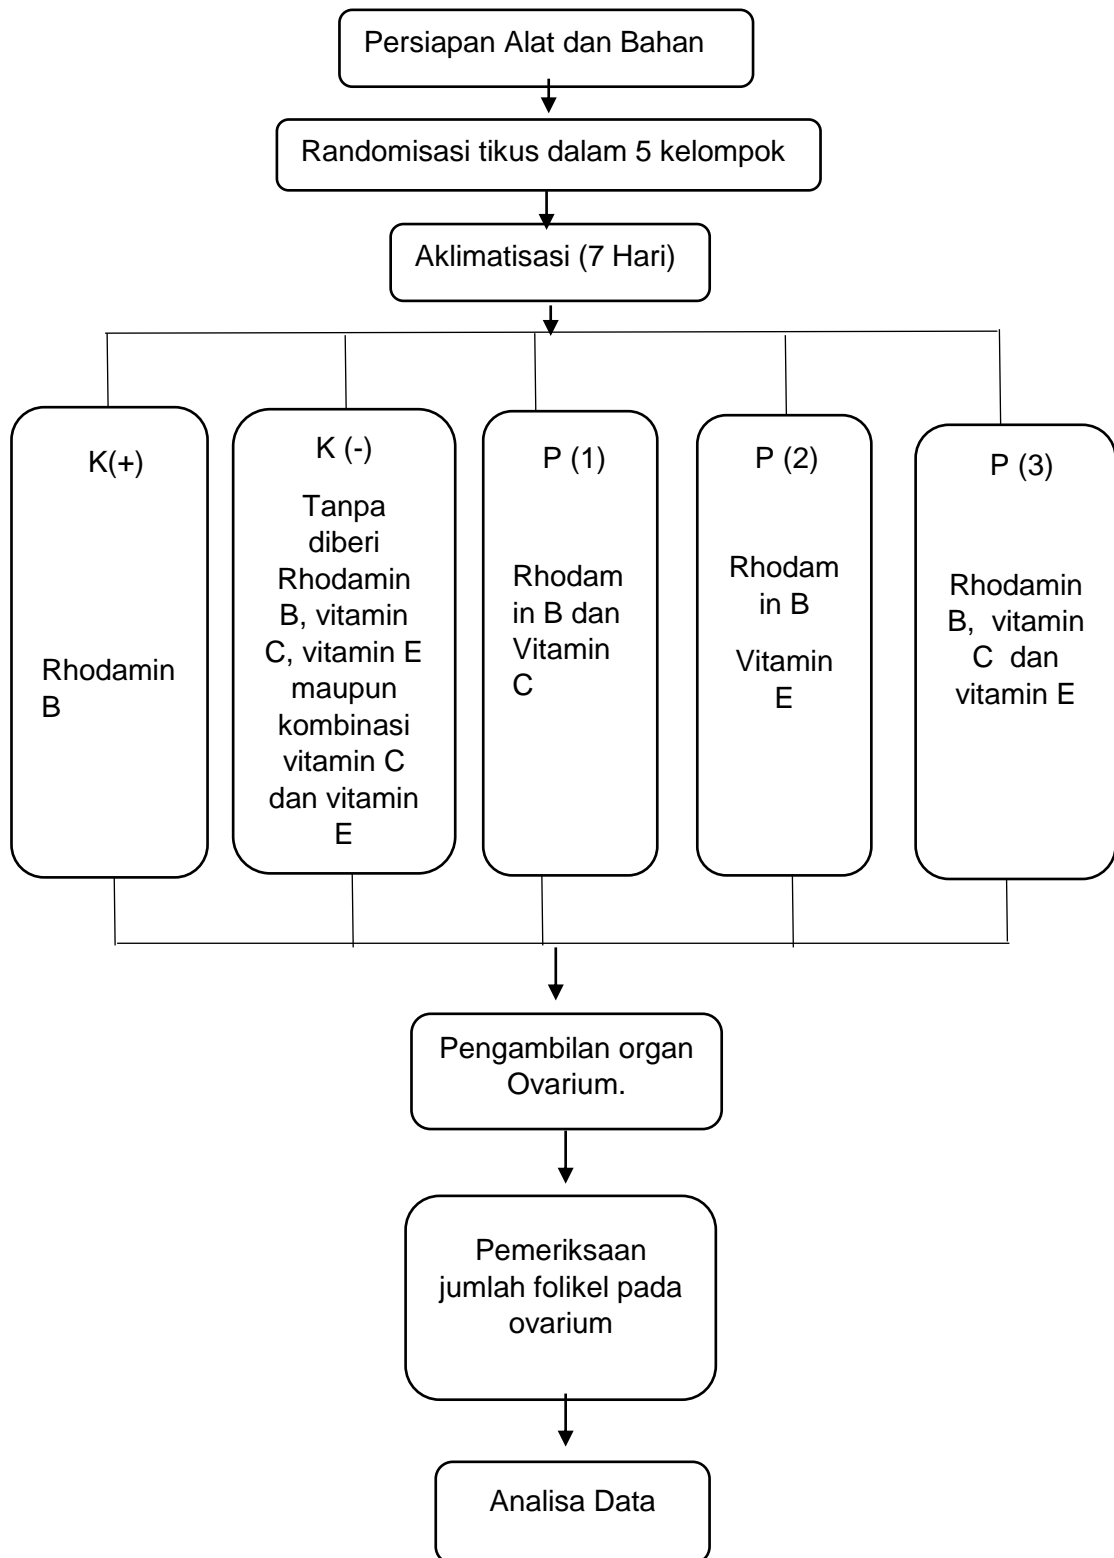 Persiapan Alat dan Bahan
Randomisasi tikus dalam 5 kelompok
Aklimatisasi (7 Hari)
K(+)
Rhodamin
B
K (-)
Tanpa
diberi
Rhodamin
B, vitamin
C, vitamin E
maupun
kombinasi
vitamin C
dan vitamin
E
P (1)
Rhodam
in B dan
Vitamin
C
P (2)
Rhodam
in B
Vitamin
E
P (3)
Rhodamin
B, vitamin
C dan
vitamin E
Pengambilan organ
Ovarium.
Pemeriksaan
jumlah folikel pada
ovarium
Analisa Data